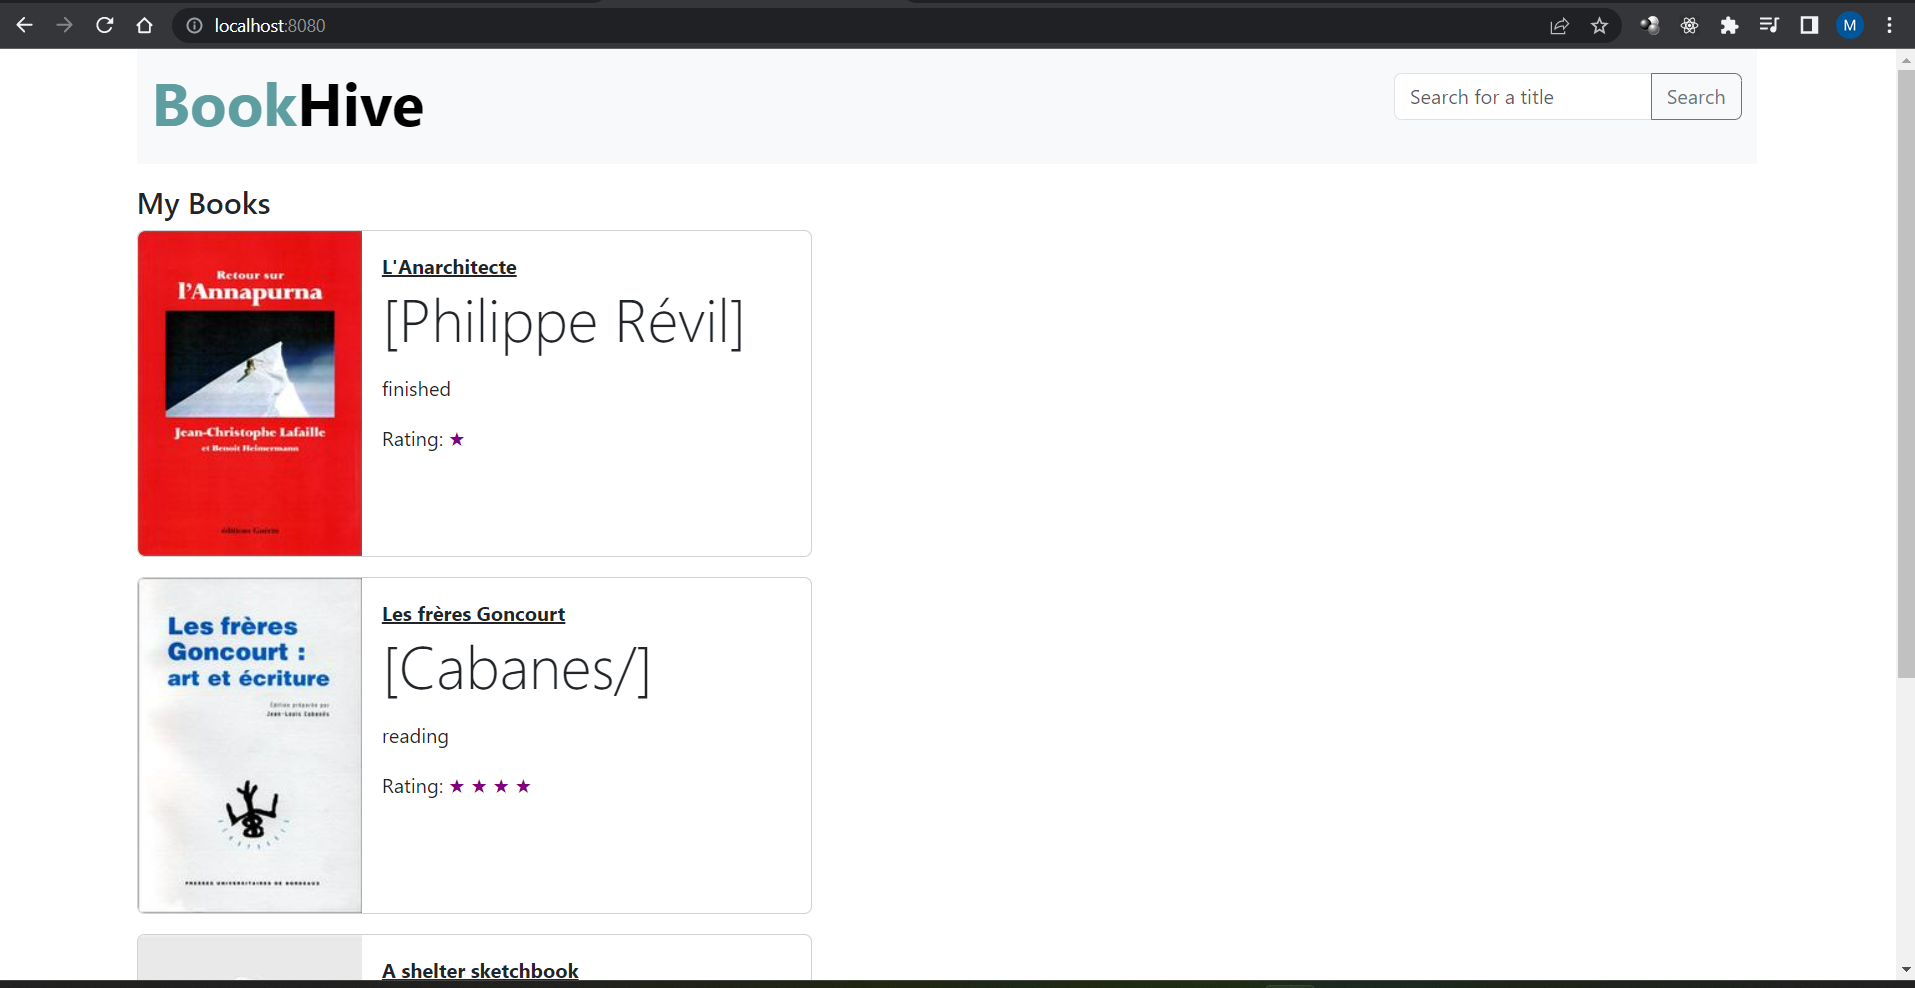 localhost:8080
M
BookHive
Search for a title
Search
My Books
Retour sur
l'Annapurna
Jean-Christophe Lafaille
et Benoît Heimermann
éditions Guérin
L'Anarchitecte
[Philippe Révil]
finished
Rating: ★
Les frères
Goncourt :
art et écriture
Édition préparée par
Jean-Louis Cabanès
PRESSES UNIVERSITAIRES DE BORDEAUX
Les frères Goncourt
[Cabanes/]
reading
Rating: ★ ★ ★ ★
A shelter sketchbook